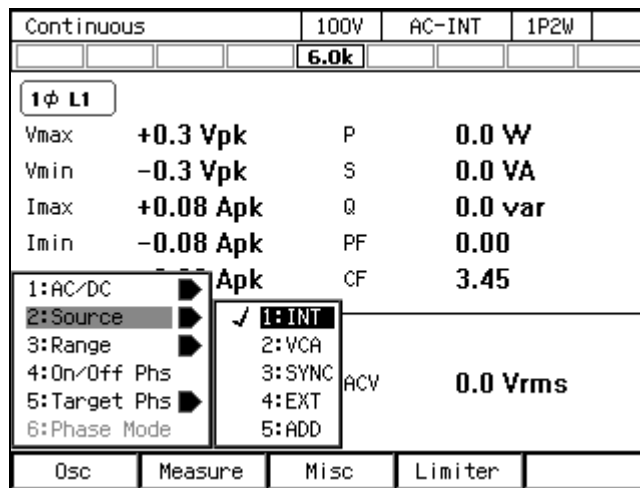 Continuous 100V AC-INT 1P2W
6.0k
1ϕ L1
Vmax +0.3 Vpk P 0.0 W
Vmin -0.3 Vpk S 0.0 VA
Imax +0.08 Apk Q 0.0 var
Imin -0.08 Apk PF 0.00
Apk CF 3.45
1:AC/DC
2:Source
3:Range
4:On/Off Phs
5:Target Phs
6:Phase Mode
✓ 1:INT
2:VCA
3:SYNC
4:EXT
5:ADD
ACV 0.0 Vrms
Osc Measure Misc Limiter